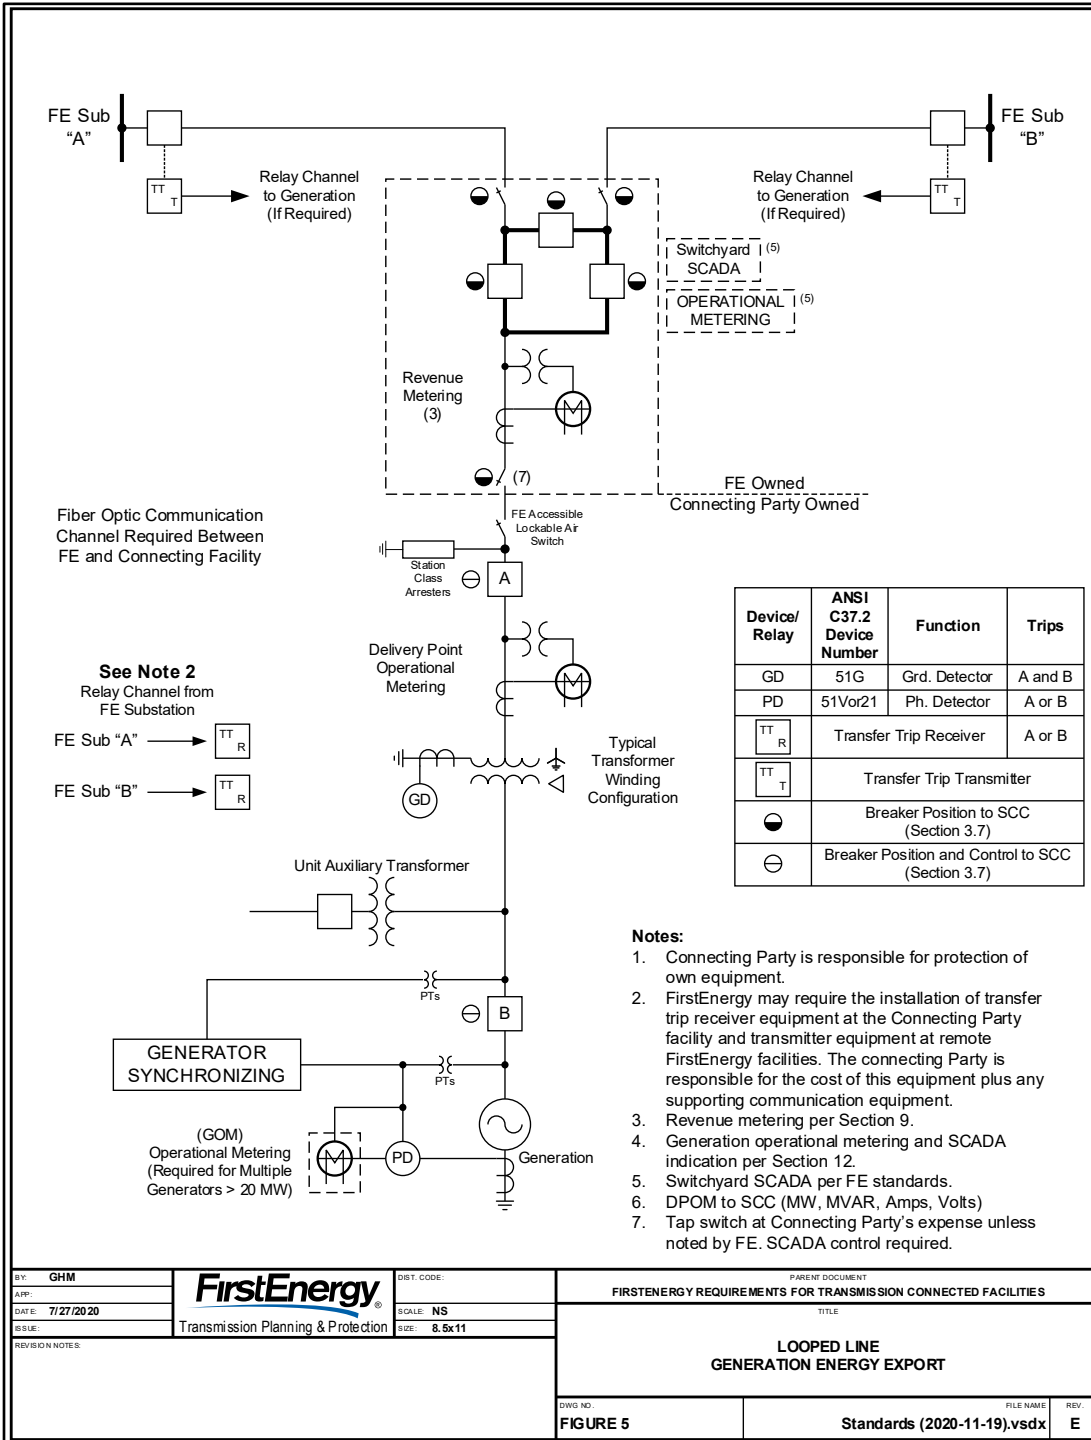 FE Sub
"A"
FE Sub
"B"
TT
T
Relay Channel
to Generation
(If Required)
Relay Channel
to Generation
(If Required)
TT
T
Switchyard (5)
SCADA
OPERATIONAL (5)
METERING
Revenue
Metering
(3)
(7)
FE Owned
Connecting Party Owned
Fiber Optic Communication
Channel Required Between
FE and Connecting Facility
FE Accessible
Lockable Air
Switch
Station
Class
Arresters
A
Delivery Point
Operational
Metering
See Note 2
Relay Channel from
FE Substation
FE Sub "A"
TT
R
FE Sub "B"
TT
R
GD
Typical
Transformer
Winding
Configuration
Unit Auxiliary Transformer
PTs
B
GENERATOR
SYNCHRONIZING
PTs
(GOM)
Operational Metering
(Required for Multiple
Generators > 20 MW)
PD
Generation
Device/
Relay
ANSI
C37.2
Device
Number
Function
Trips
GD 51G Grd. Detector A and B
PD 51Vor21 Ph. Detector A or B
TT
R
Transfer Trip Receiver A or B
TT
T
Transfer Trip Transmitter
Breaker Position to SCC
(Section 3.7)
Breaker Position and Control to SCC
(Section 3.7)
Notes:
1. Connecting Party is responsible for protection of
own equipment.
2. FirstEnergy may require the installation of transfer
trip receiver equipment at the Connecting Party
facility and transmitter equipment at remote
FirstEnergy facilities. The connecting Party is
responsible for the cost of this equipment plus any
supporting communication equipment.
3. Revenue metering per Section 9.
4. Generation operational metering and SCADA
indication per Section 12.
5. Switchyard SCADA per FE standards.
6. DPOM to SCC (MW, MVAR, Amps, Volts)
7. Tap switch at Connecting Party's expense unless
noted by FE. SCADA control required.
BY: GHM
APP:
DATE: 7/27/2020
ISSUE:
REVISION NOTES:
FirstEnergy®
Transmission Planning & Protection
DIST. CODE:
SCALE: NS
SIZE: 8.5x11
PARENT DOCUMENT
FIRSTENERGY REQUIREMENTS FOR TRANSMISSION CONNECTED FACILITIES
TITLE
LOOPED LINE
GENERATION ENERGY EXPORT
DWG NO.
FIGURE 5
FILE NAME
Standards (2020-11-19).vsdx
REV.
E